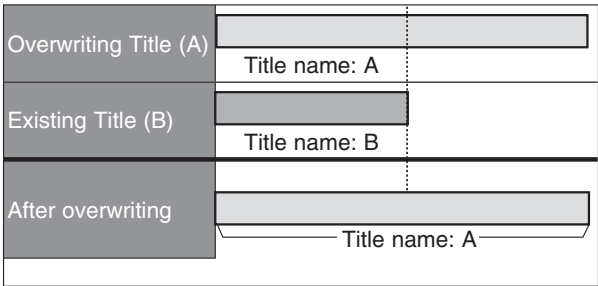 Overwriting Title (A)
Title name: A
Existing Title (B)
Title name: B
After overwriting
Title name: A